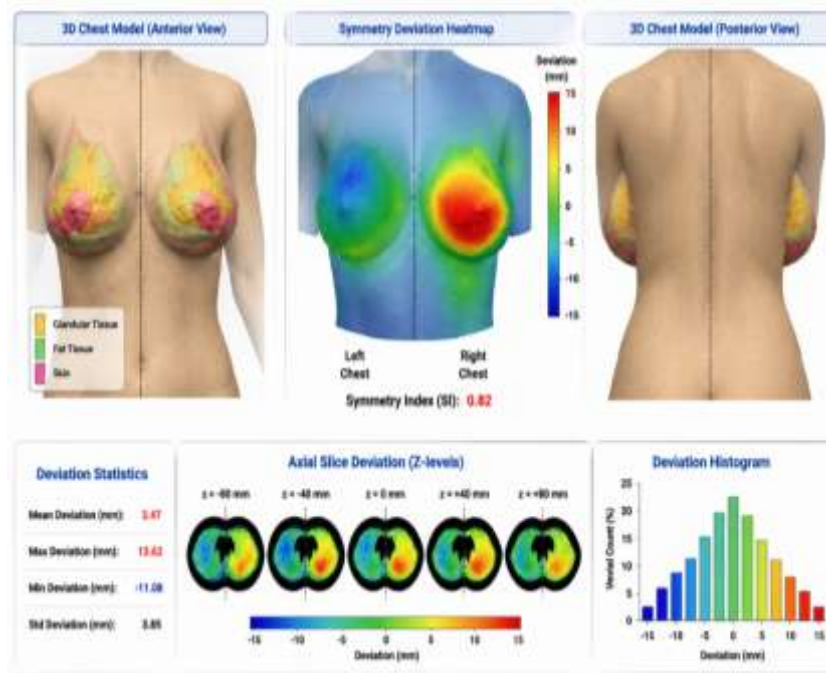 3D Chest Model (Anterior View)
Symmetry Deviation Heatmap
3D Chest Model (Posterior View)
Deviation
(mm)
15
10
5
0
-5
-10
-15
Glandular Tissue
Fat Tissue
Skin
Left
Chest
Right
Chest
Symmetry Index (SI): 0.82
Deviation Statistics
Mean Deviation (mm): 3.47
Max Deviation (mm): 13.62
Min Deviation (mm): -11.08
Std Deviation (mm): 3.85
Axial Slice Deviation (Z-levels)
z = -80 mm
z = -40 mm
z = 0 mm
z = +40 mm
z = +80 mm
-15 -10 -5 0 5 10 15
Deviation (mm)
Deviation Histogram
Count (%)
25
20
15
10
5
0
-15 -10 -5 0 5 10 15
Deviation (mm)